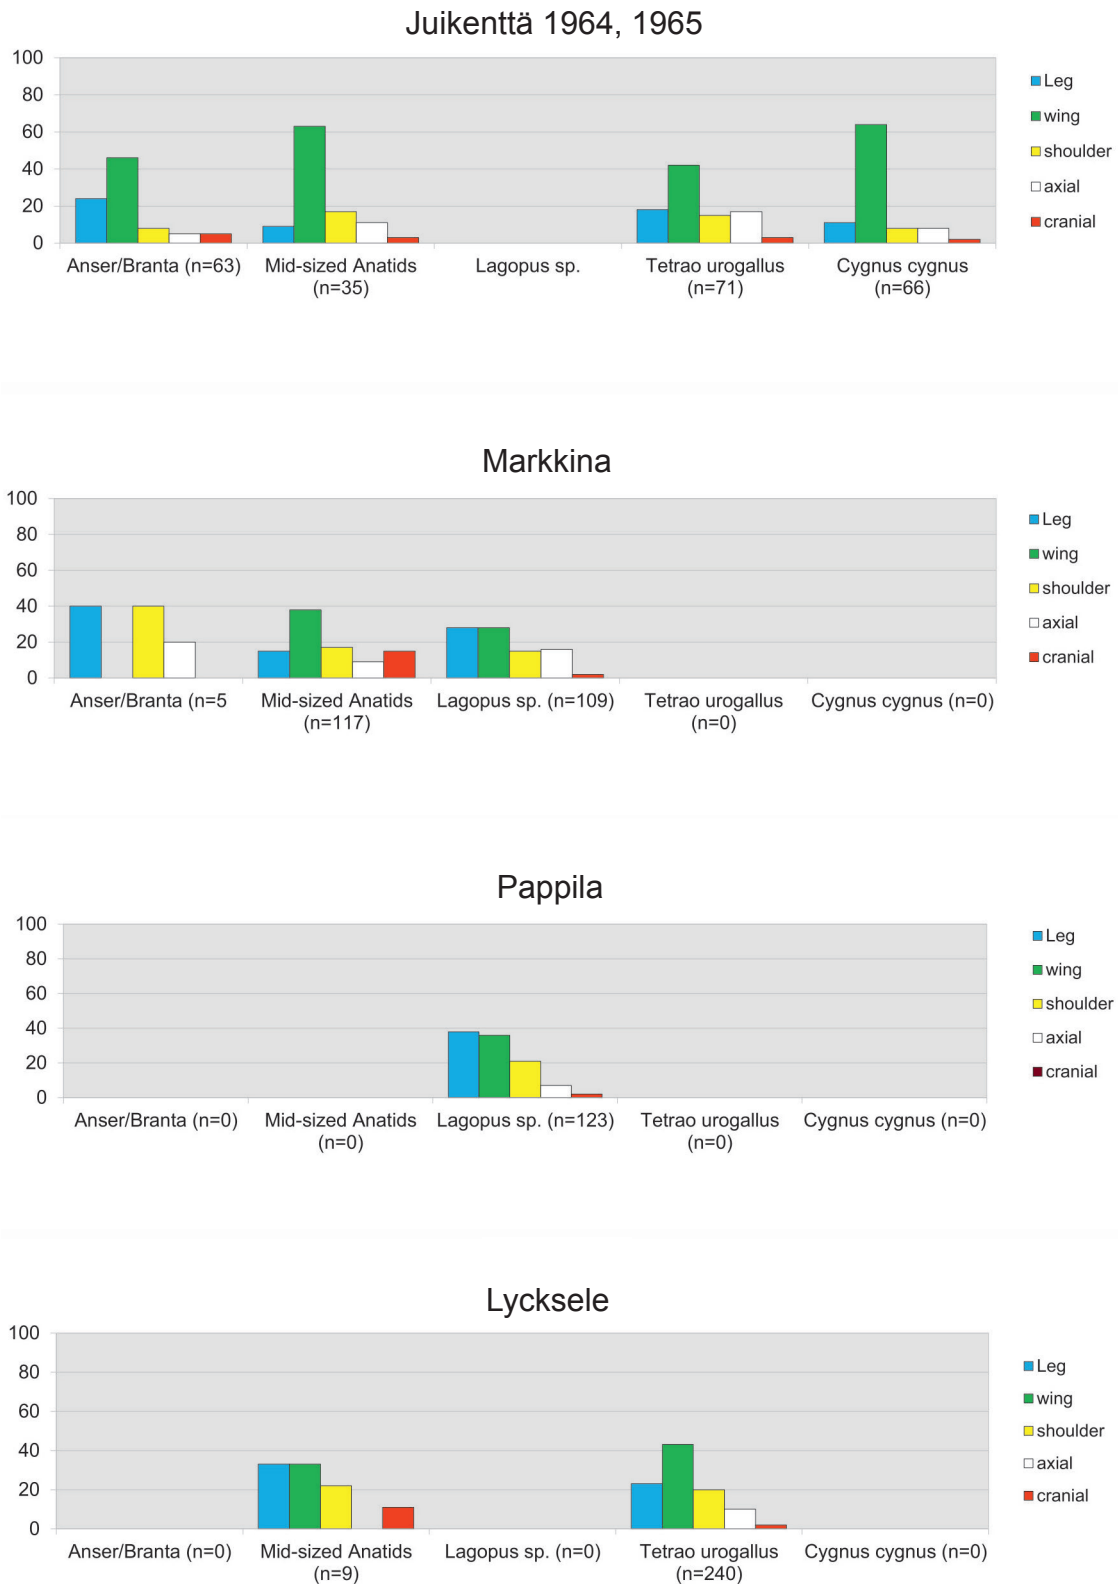 Juikenttä 1964, 1965
100
80
60
40
20
0
Anser/Branta (n=63)
Mid-sized Anatids
(n=35)
Lagopus sp.
Tetrao urogallus
(n=71)
Cygnus cygnus
(n=66)
Leg
wing
shoulder
axial
cranial
Markkina
100
80
60
40
20
0
Anser/Branta (n=5
Mid-sized Anatids
(n=117)
Lagopus sp. (n=109)
Tetrao urogallus
(n=0)
Cygnus cygnus (n=0)
Leg
wing
shoulder
axial
cranial
Pappila
100
80
60
40
20
0
Anser/Branta (n=0)
Mid-sized Anatids
(n=0)
Lagopus sp. (n=123)
Tetrao urogallus
(n=0)
Cygnus cygnus (n=0)
Leg
wing
shoulder
axial
cranial
Lycksele
100
80
60
40
20
0
Anser/Branta (n=0)
Mid-sized Anatids
(n=9)
Lagopus sp. (n=0)
Tetrao urogallus
(n=240)
Cygnus cygnus (n=0)
Leg
wing
shoulder
axial
cranial